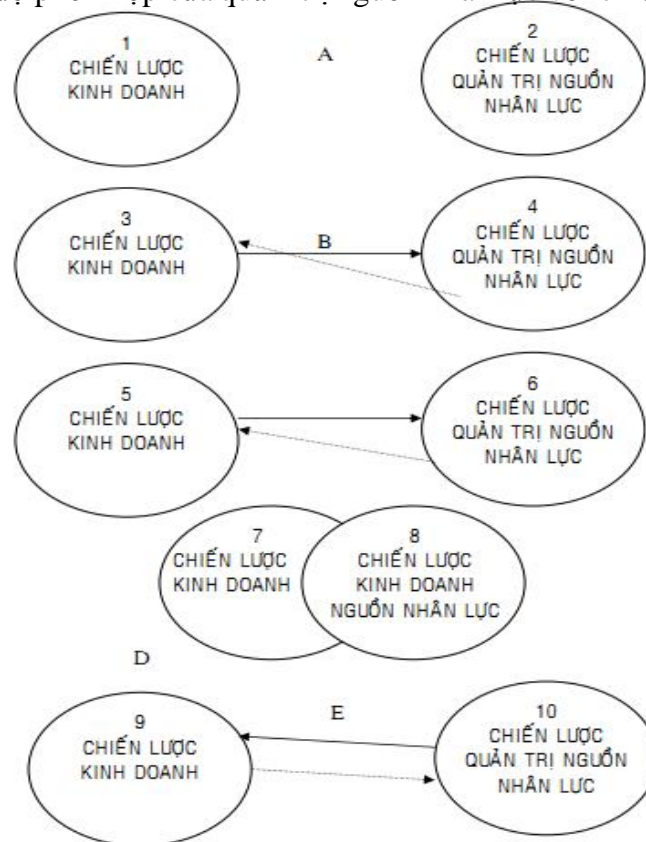 1
CHIẾN LƯỢC
KINH DOANH
A
2
CHIẾN LƯỢC
QUẢN TRỊ NGUỒN
NHÂN LỰC
3
CHIẾN LƯỢC
KINH DOANH
B
4
CHIẾN LƯỢC
QUẢN TRỊ NGUỒN
NHÂN LỰC
5
CHIẾN LƯỢC
KINH DOANH
6
CHIẾN LƯỢC
QUẢN TRỊ NGUỒN
NHÂN LỰC
7
CHIẾN LƯỢC
KINH DOANH
8
CHIẾN LƯỢC
KINH DOANH
NGUỒN NHÂN LỰC
D
9
CHIẾN LƯỢC
KINH DOANH
E
10
CHIẾN LƯỢC
QUẢN TRỊ NGUỒN
NHÂN LƯC